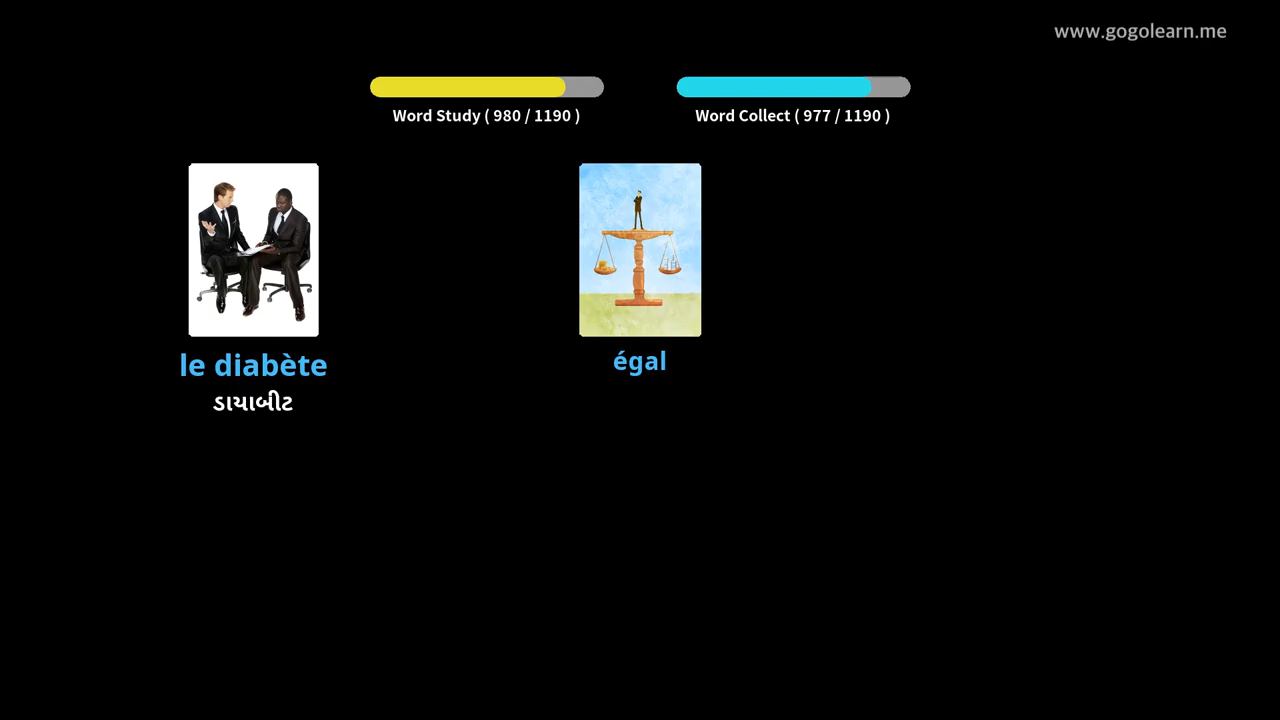 www.gogolearn.me
Word Study ( 980 / 1190 )
Word Collect ( 977 / 1190 )
le diabète
ડાયાબીટ
égal